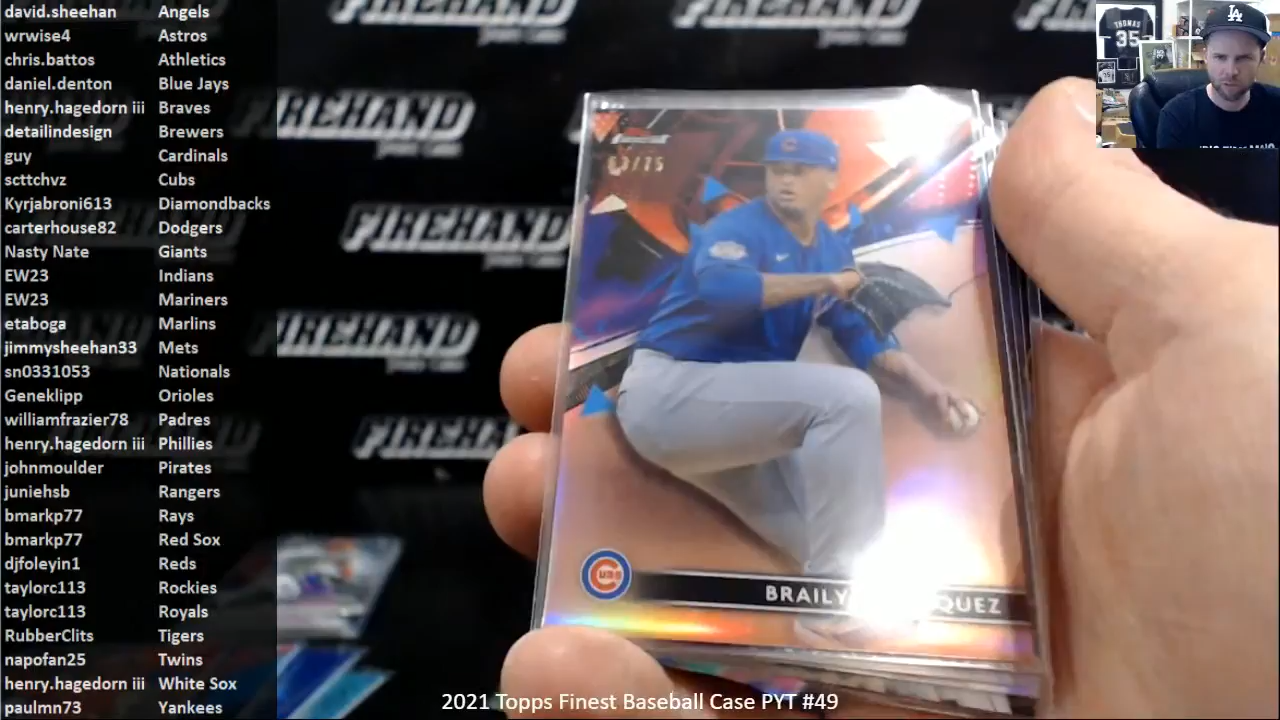 david.sheehan Angels
wrwise4 Astros
chris.battos Athletics
daniel.denton Blue Jays
henry.hagedorn iii Braves
detailindesign Brewers
guy Cardinals
scttchvz Cubs
Kyrjabroni613 Diamondbacks
carterhouse82 Dodgers
Nasty Nate Giants
EW23 Indians
EW23 Mariners
etaboga Marlins
jimmysheehan33 Mets
sn0331053 Nationals
Geneklipp Orioles
williamfrazier78 Padres
henry.hagedorn iii Phillies
johnmoulder Pirates
juniehsb Rangers
bmarkp77 Rays
bmarkp77 Red Sox
djfoleyin1 Reds
taylorc113 Rockies
taylorc113 Royals
RubberClits Tigers
napofan25 Twins
henry.hagedorn iii White Sox
paulmn73 Yankees
FIREHAND
FIREHAND
FIREHAND
FIREHAND
THOMAS
35
LA
CUBS
2021 Topps Finest Baseball Case PYT #49